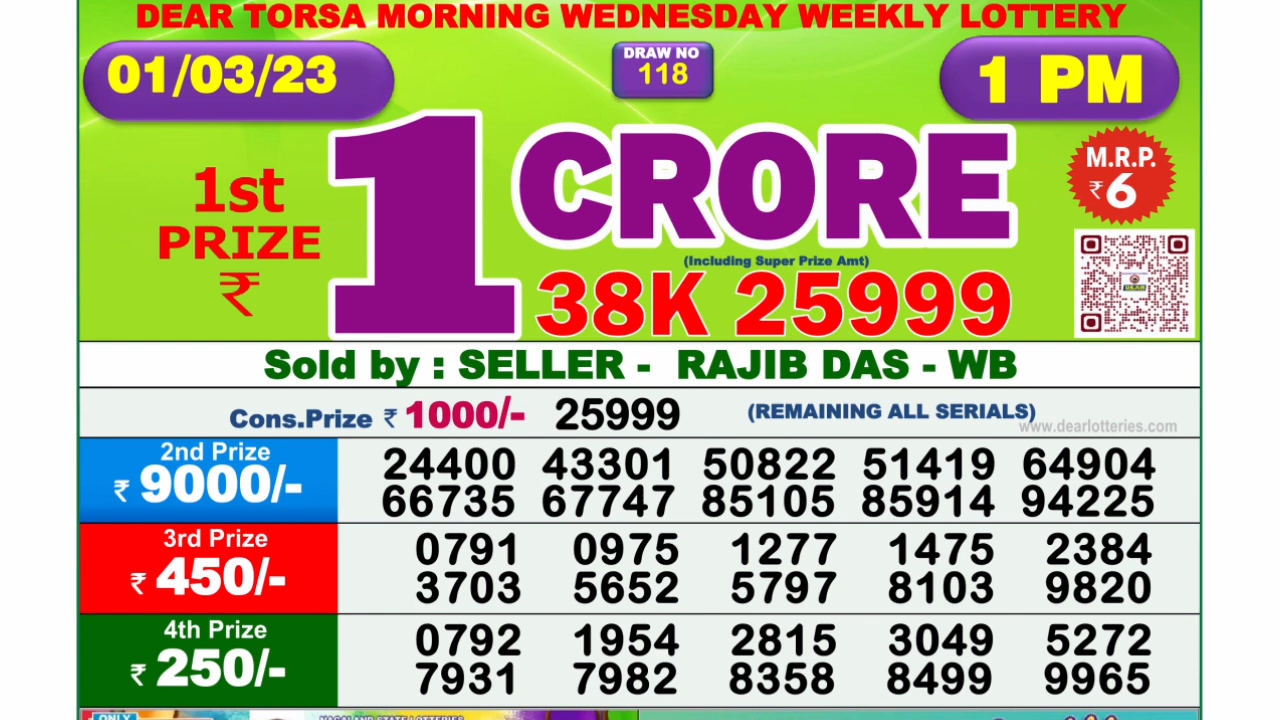 DEAR TORSA MORNING WEDNESDAY WEEKLY LOTTERY
01/03/23
DRAW NO
118
1 PM
1st
PRIZE
₹
1 CRORE
(Including Super Prize Amt)
38K 25999
M.R.P.
₹6
Sold by : SELLER - RAJIB DAS - WB
Cons.Prize ₹ 1000/- 25999 (REMAINING ALL SERIALS)
www.dearlotteries.com
2nd Prize
₹ 9000/-
24400 43301 50822 51419 64904
66735 67747 85105 85914 94225
3rd Prize
₹ 450/-
0791 0975 1277 1475 2384
3703 5652 5797 8103 9820
4th Prize
₹ 250/-
0792 1954 2815 3049 5272
7931 7982 8358 8499 9965
ONLY
NAGALAND STATE LOTTERIES